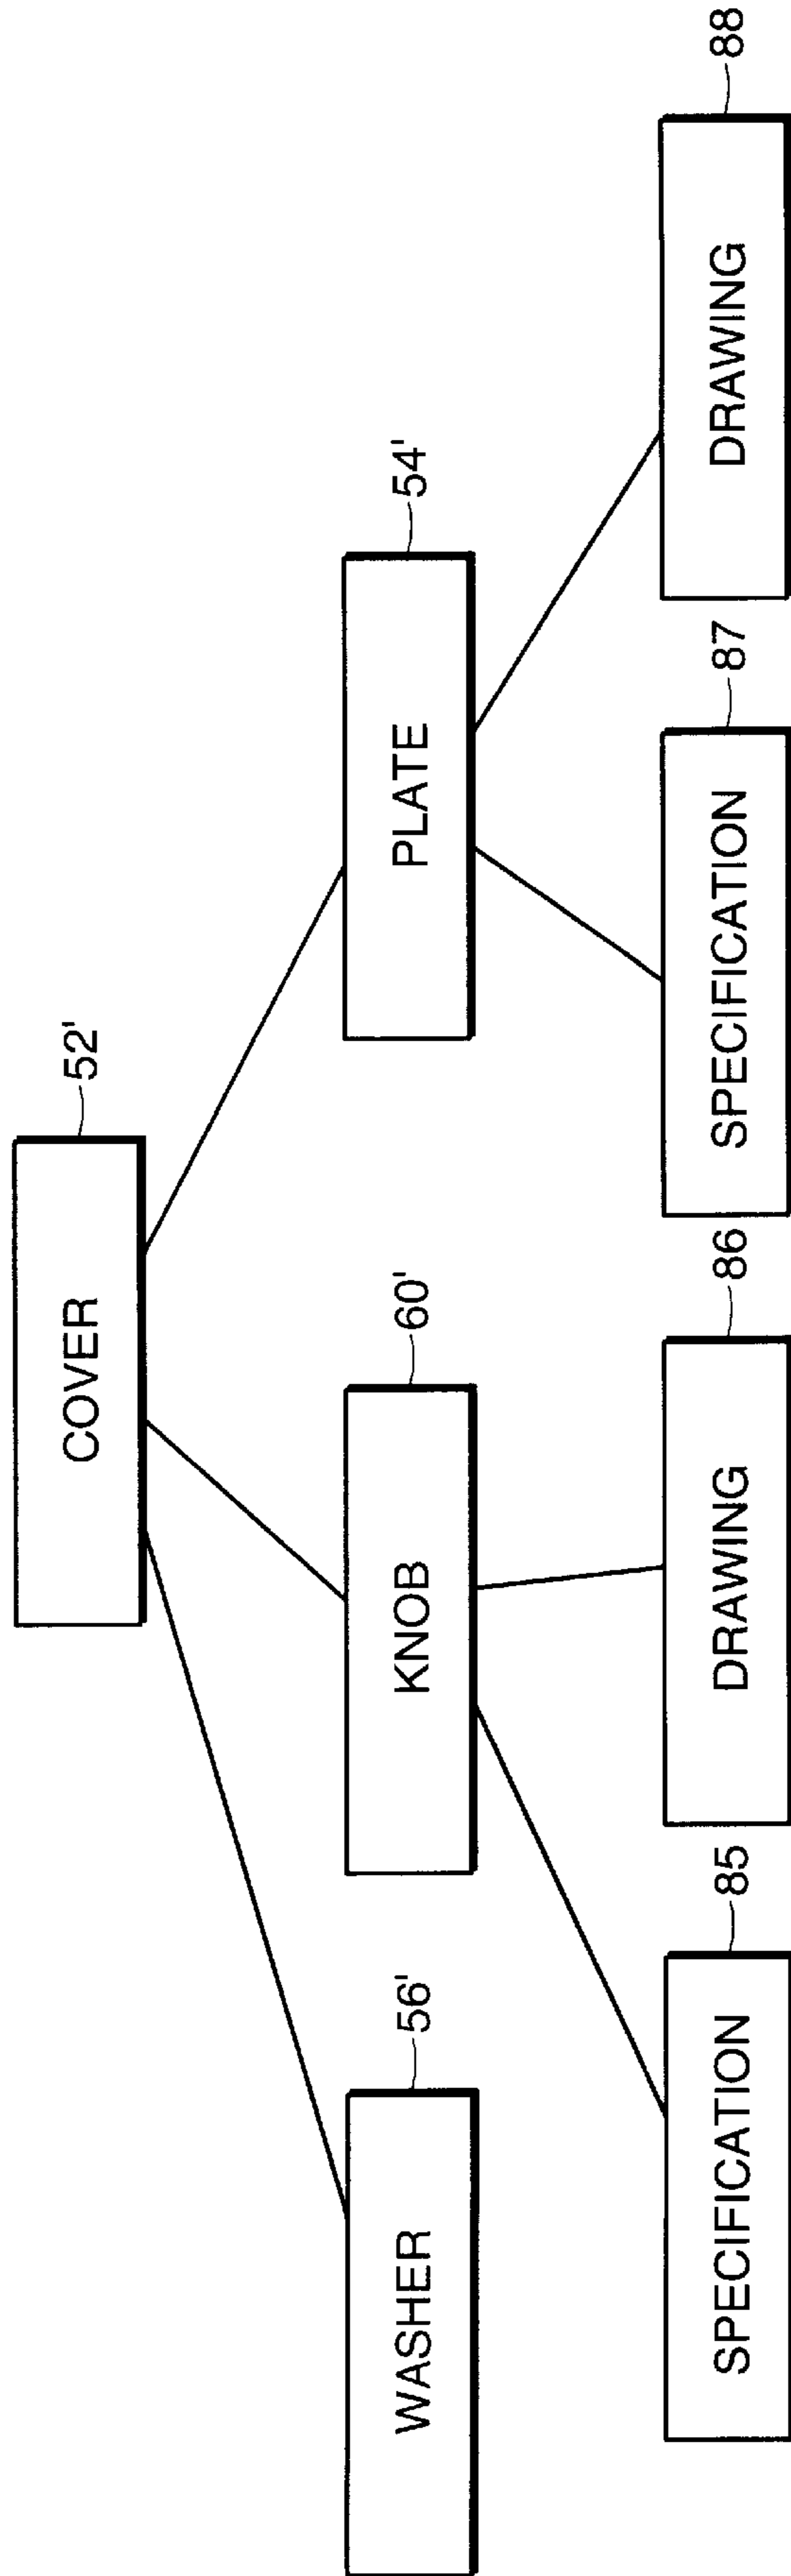 COVER
52'
WASHER
56'
KNOB
60'
PLATE
54'
SPECIFICATION
85
DRAWING
86
SPECIFICATION
87
DRAWING
88